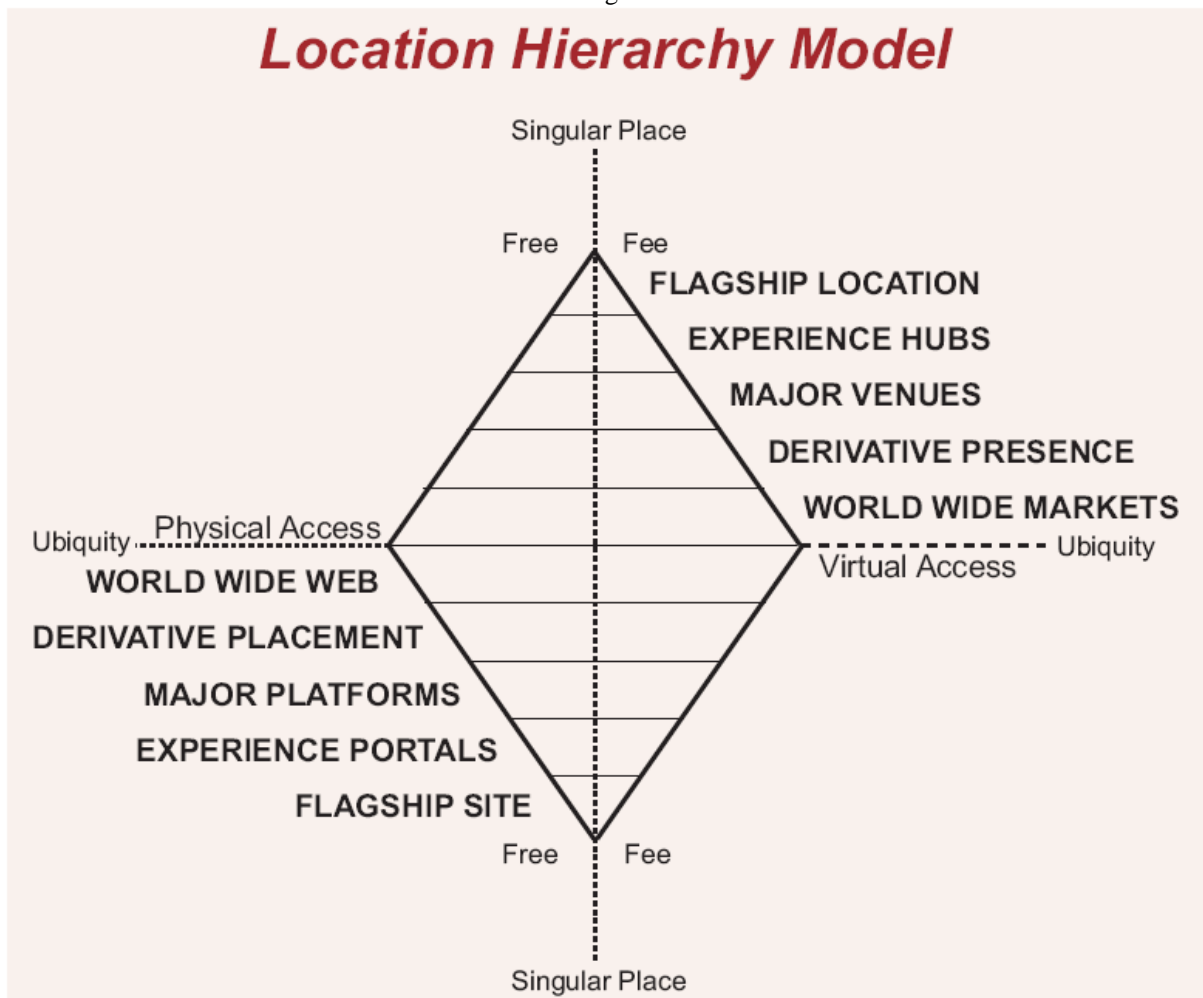 Location Hierarchy Model
Singular Place
Free Fee
FLAGSHIP LOCATION
EXPERIENCE HUBS
MAJOR VENUES
DERIVATIVE PRESENCE
WORLD WIDE MARKETS
Ubiquity Physical Access
Virtual Access Ubiquity
WORLD WIDE WEB
DERIVATIVE PLACEMENT
MAJOR PLATFORMS
EXPERIENCE PORTALS
FLAGSHIP SITE
Free Fee
Singular Place